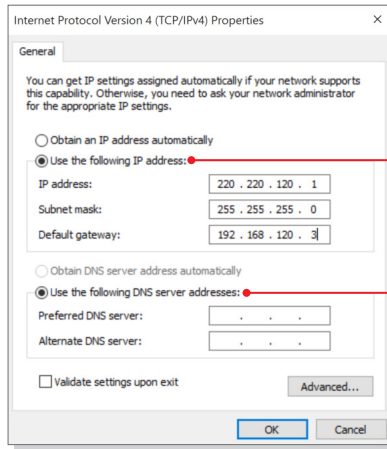 Internet Protocol Version 4 (TCP/IPv4) Properties
General
You can get IP settings assigned automatically if your network supports
this capability. Otherwise, you need to ask your network administrator
for the appropriate IP settings.
Obtain an IP address automatically
Use the following IP address:
IP address: 220 . 220 . 120 . 1
Subnet mask: 255 . 255 . 255 . 0
Default gateway: 192 . 168 . 120 . 3
Obtain DNS server address automatically
Use the following DNS server addresses:
Preferred DNS server: . . .
Alternate DNS server: . . .
Validate settings upon exit
Advanced...
OK Cancel